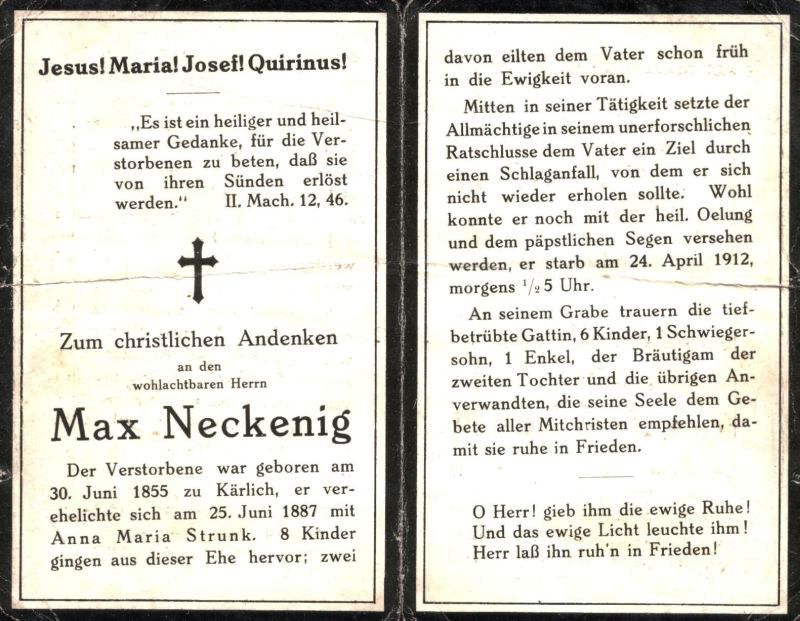 Jesus! Maria! Josef! Quirinus!
„Es ist ein heiliger und heil-
samer Gedanke, für die Ver-
storbenen zu beten, daß sie
von ihren Sünden erlöst
werden.“ II. Mach. 12, 46.
Zum christlichen Andenken
an den
wohlachtbaren Herrn
Max Neckenig
Der Verstorbene war geboren am
30. Juni 1855 zu Kärlich, er ver-
ehelichte sich am 25. Juni 1887 mit
Anna Maria Strunk. 8 Kinder
gingen aus dieser Ehe hervor; zwei
davon eilten dem Vater schon früh
in die Ewigkeit voran.
Mitten in seiner Tätigkeit setzte der
Allmächtige in seinem unerforschlichen
Ratschlusse dem Vater ein Ziel durch
einen Schlaganfall, von dem er sich
nicht wieder erholen sollte. Wohl
konnte er noch mit der heil. Oelung
und dem päpstlichen Segen versehen
werden, er starb am 24. April 1912,
morgens ½5 Uhr.
An seinem Grabe trauern die tief-
betrübte Gattin, 6 Kinder, 1 Schwieger-
sohn, 1 Enkel, der Bräutigam der
zweiten Tochter und die übrigen An-
verwandten, die seine Seele dem Ge-
bete aller Mitchristen empfehlen, da-
mit sie ruhe in Frieden.
O Herr! gieb ihm die ewige Ruhe!
Und das ewige Licht leuchte ihm!
Herr laß ihn ruh'n in Frieden!